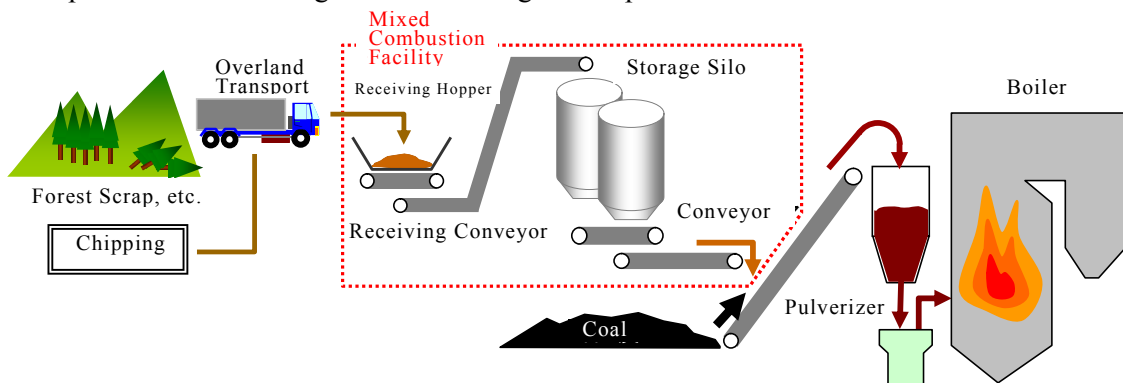 Mixed
Combustion
Facility
Overland
Transport
Receiving Hopper
Storage Silo
Boiler
Forest Scrap, etc.
Chipping
Receiving Conveyor
Conveyor
Pulverizer
Coal